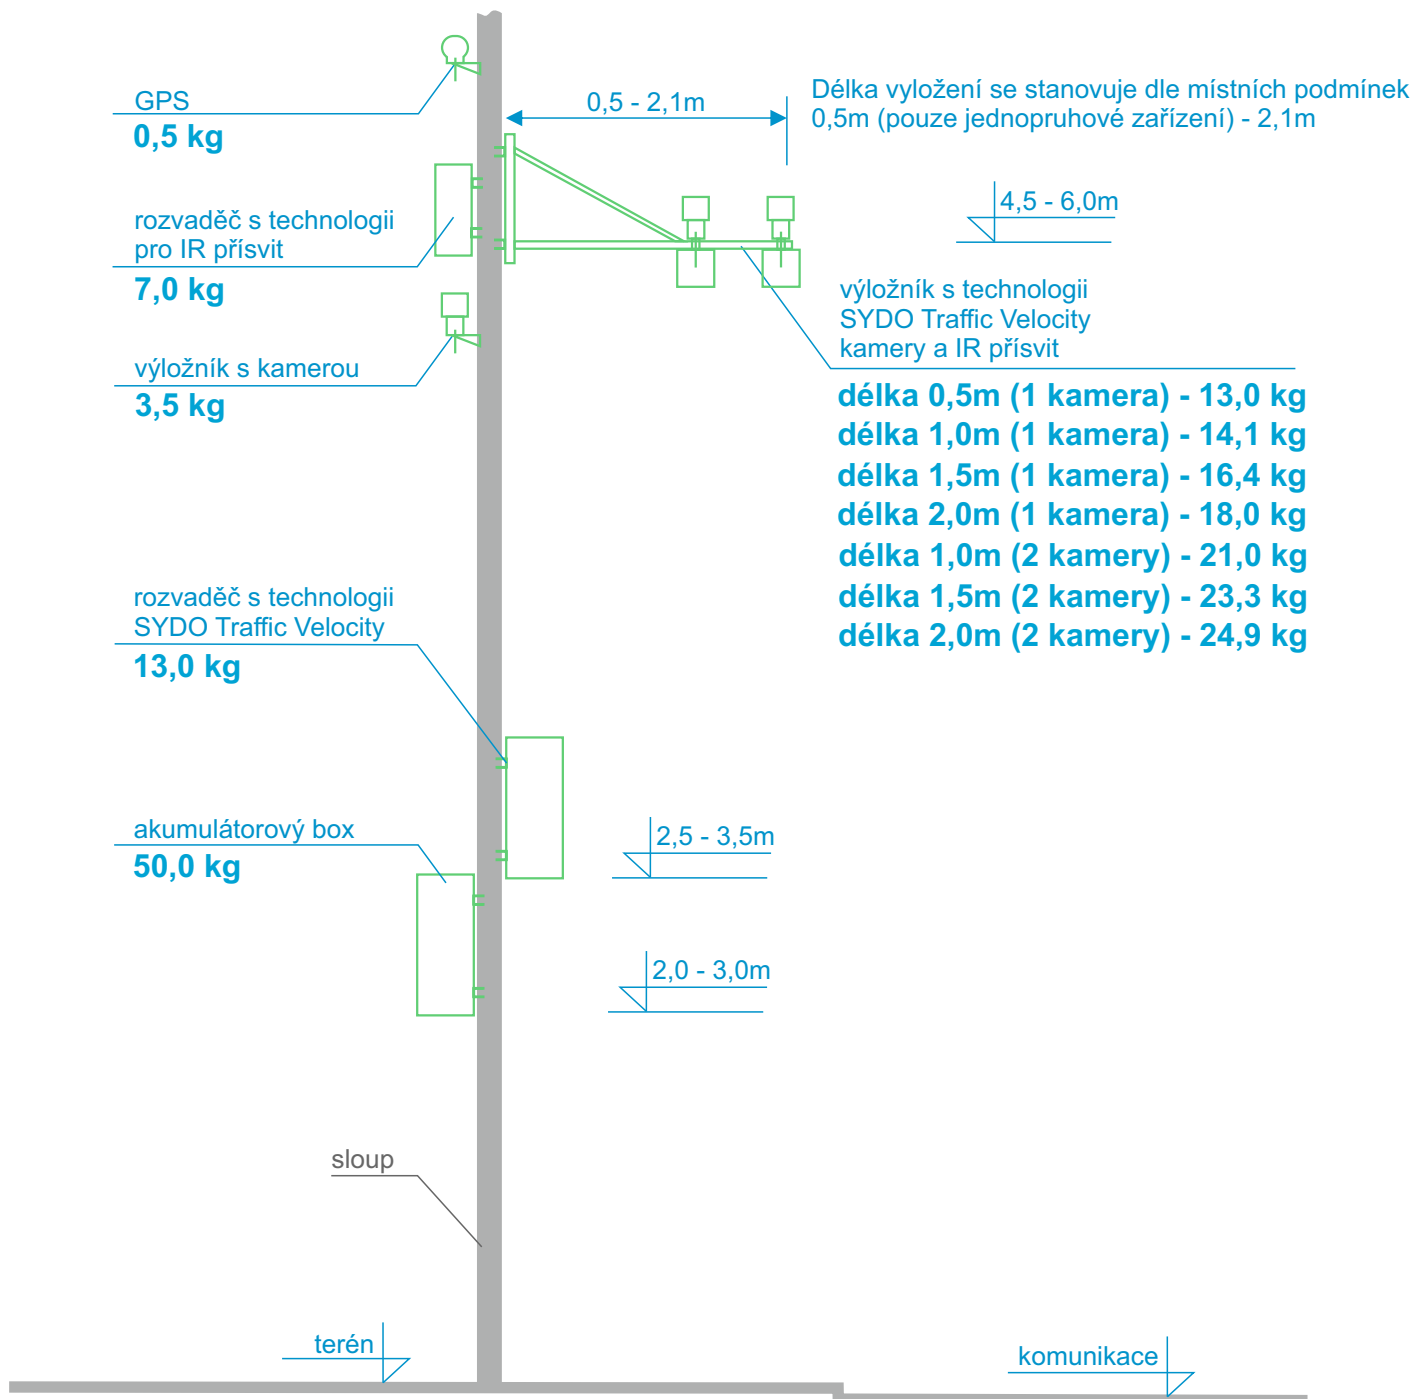 GPS
0,5 kg
0,5 - 2,1m
Délka vyložení se stanovuje dle místních podmínek
0,5m (pouze jednopruhové zařízení) - 2,1m
rozvaděč s technologii
pro IR přísvit
7,0 kg
4,5 - 6,0m
výložník s kamerou
3,5 kg
výložník s technologii
SYDO Traffic Velocity
kamery a IR přísvit
délka 0,5m (1 kamera) - 13,0 kg
délka 1,0m (1 kamera) - 14,1 kg
délka 1,5m (1 kamera) - 16,4 kg
délka 2,0m (1 kamera) - 18,0 kg
délka 1,0m (2 kamery) - 21,0 kg
délka 1,5m (2 kamery) - 23,3 kg
délka 2,0m (2 kamery) - 24,9 kg
rozvaděč s technologii
SYDO Traffic Velocity
13,0 kg
akumulátorový box
50,0 kg
2,5 - 3,5m
2,0 - 3,0m
sloup
terén
komunikace